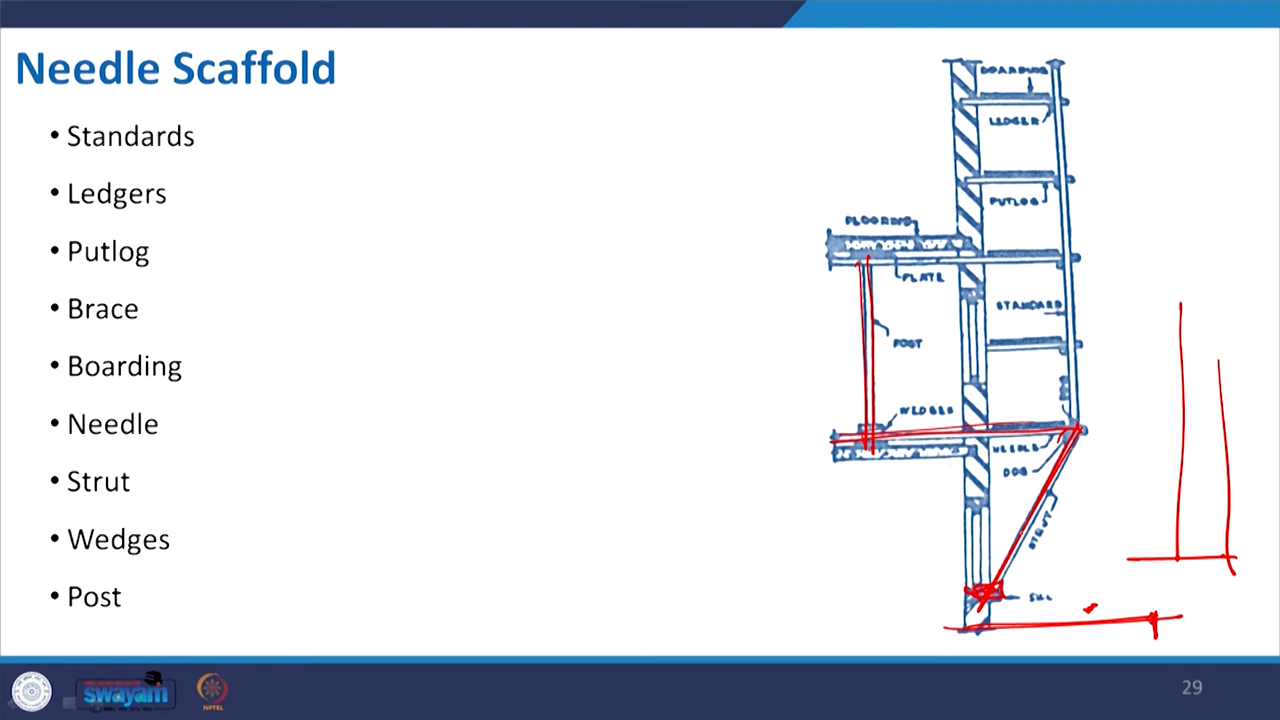 Needle Scaffold
• Standards
• Ledgers
• Putlog
• Brace
• Boarding
• Needle
• Strut
• Wedges
• Post
BOARDING
LEDGER
PUTLOG
FLOORING
PLATE
STANDARD
POST
WEDGES
NEEDLE
DOG
STRUT
swayam
NPTEL
29